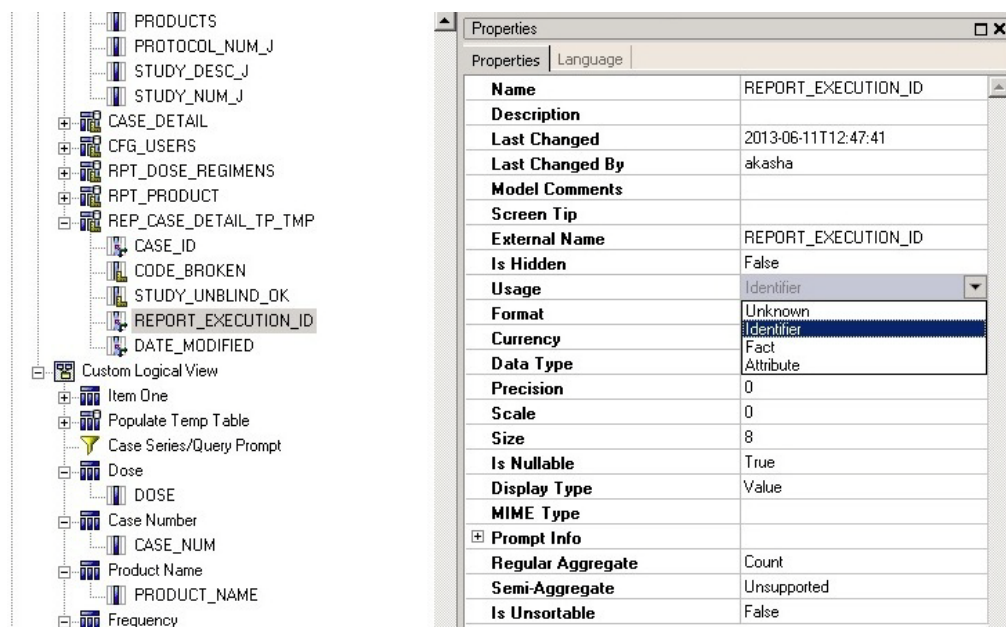 PRODUCTS
PROTOCOL_NUM_J
STUDY_DESC_J
STUDY_NUM_J
CASE_DETAIL
CFG_USERS
RPT_DOSE_REGIMENS
RPT_PRODUCT
REP_CASE_DETAIL_TP_TMP
CASE_ID
CODE_BROKEN
STUDY_UNBLIND_OK
REPORT_EXECUTION_ID
DATE_MODIFIED
Custom Logical View
Item One
Populate Temp Table
Case Series/Query Prompt
Dose
DOSE
Case Number
CASE_NUM
Product Name
PRODUCT_NAME
Frequency
Properties
Properties Language
Name REPORT_EXECUTION_ID
Description
Last Changed 2013-06-11T12:47:41
Last Changed By akasha
Model Comments
Screen Tip
External Name REPORT_EXECUTION_ID
Is Hidden False
Usage Identifier
Format Unknown
Identifier
Currency Fact
Data Type Attribute
Precision 0
Scale 0
Size 8
Is Nullable True
Display Type Value
MIME Type
Prompt Info
Regular Aggregate Count
Semi-Aggregate Unsupported
Is Unsortable False